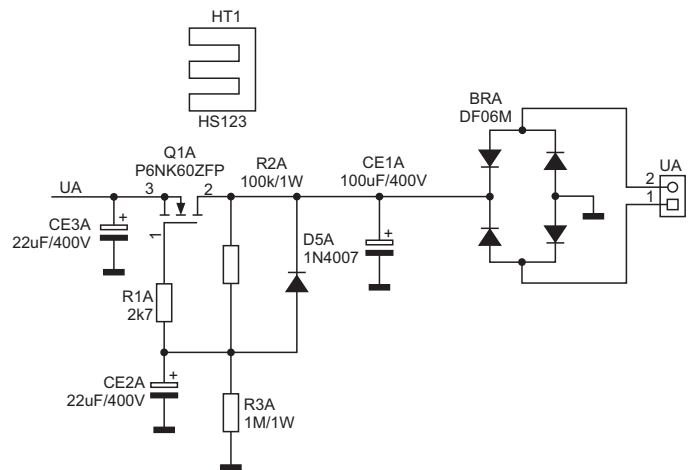 HT1
HS123
BRA
DF06M
Q1A
P6NK60ZFP
R2A
100k/1W
CE1A
100uF/400V
UA
2
1
UA
3
2
1
CE3A
22uF/400V
+
+
D5A
1N4007
R1A
2k7
CE2A
22uF/400V
+
R3A
1M/1W